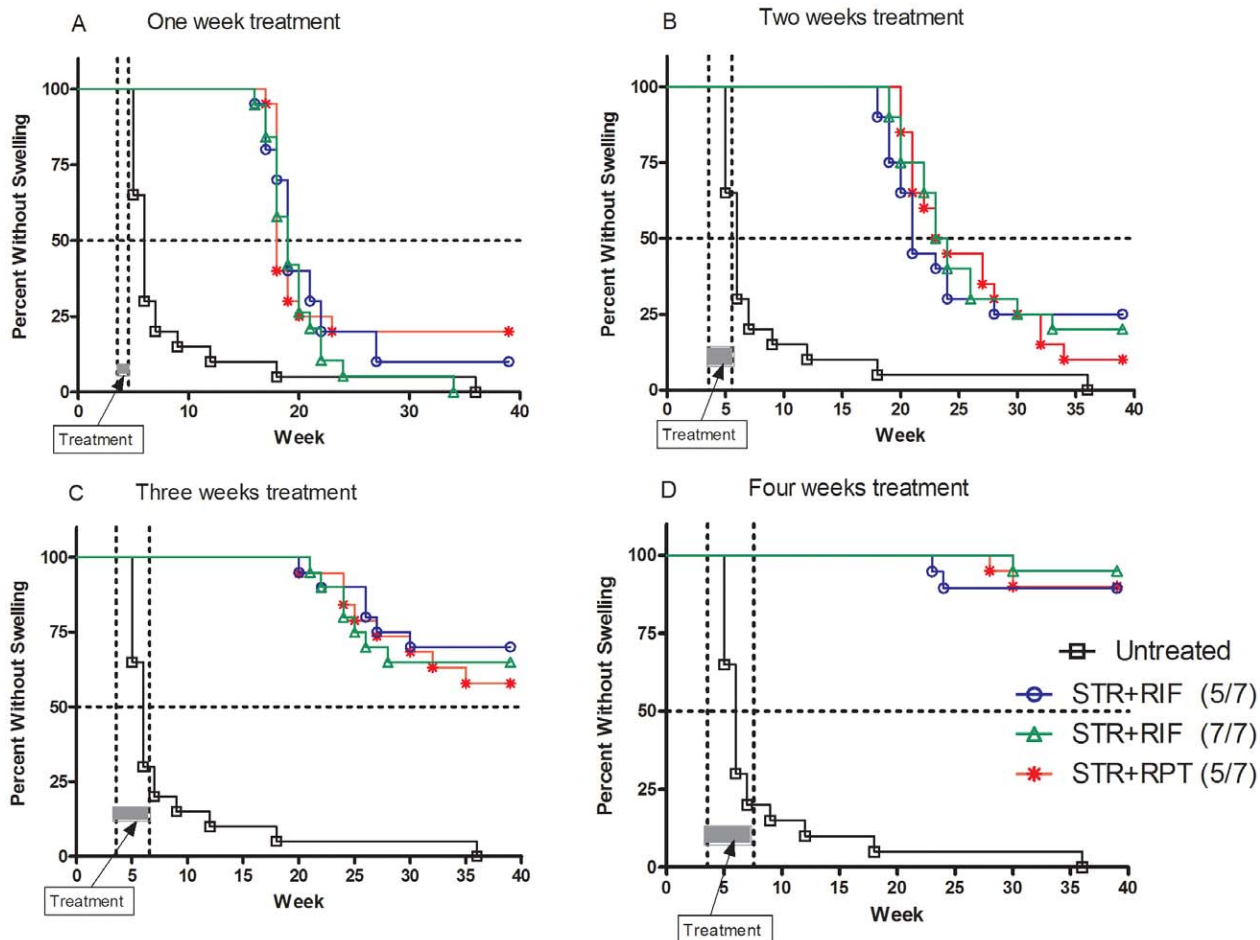 A One week treatment
Percent Without Swelling
100
75
50
25
0
0 10 20 30 40
Week
Treatment
B Two weeks treatment
Percent Without Swelling
100
75
50
25
0
0 5 10 15 20 25 30 35 40
Week
Treatment
C Three weeks treatment
Percent Without Swelling
100
75
50
25
0
0 5 10 15 20 25 30 35 40
Week
Treatment
D Four weeks treatment
Percent Without Swelling
100
75
50
25
0
0 5 10 20 30 40
Week
Treatment
Untreated
STR+RIF (5/7)
STR+RIF (7/7)
STR+RPT (5/7)